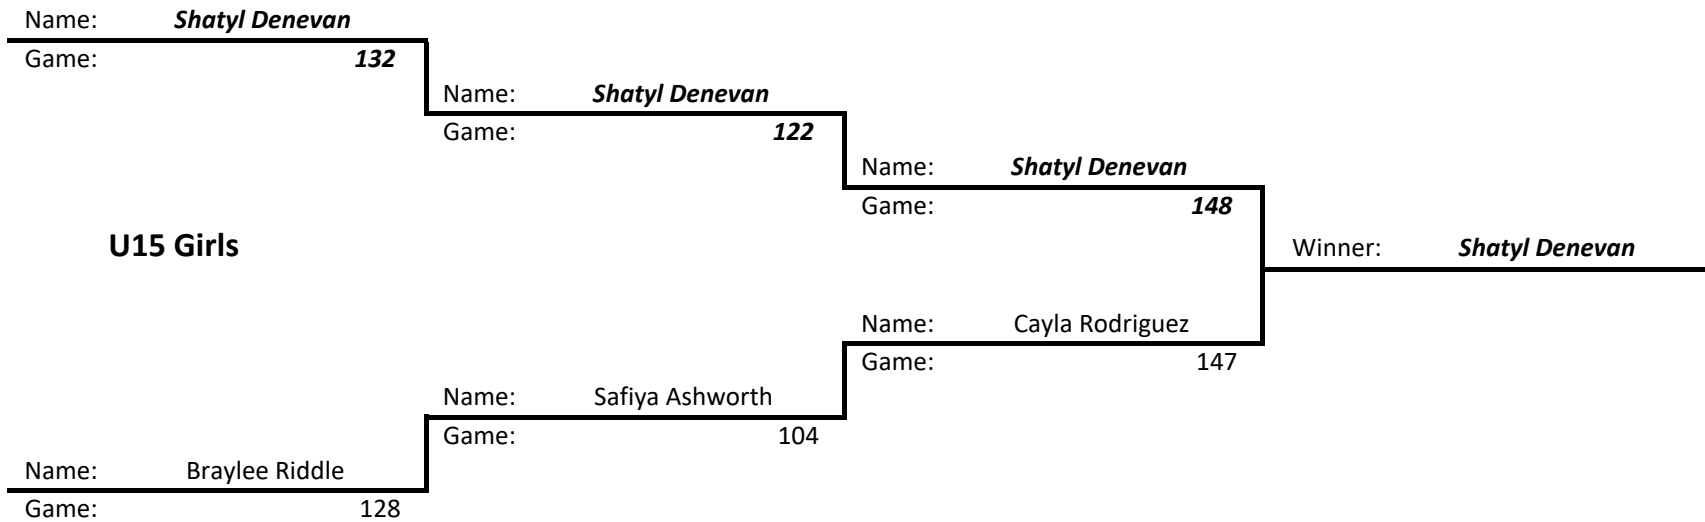 Name: Shatyl Denevan
Game: 132
Name: Shatyl Denevan
Game: 122
Name: Shatyl Denevan
Game: 148
U15 Girls
Winner: Shatyl Denevan
Name: Cayla Rodriguez
Game: 147
Name: Safiya Ashworth
Game: 104
Name: Braylee Riddle
Game: 128